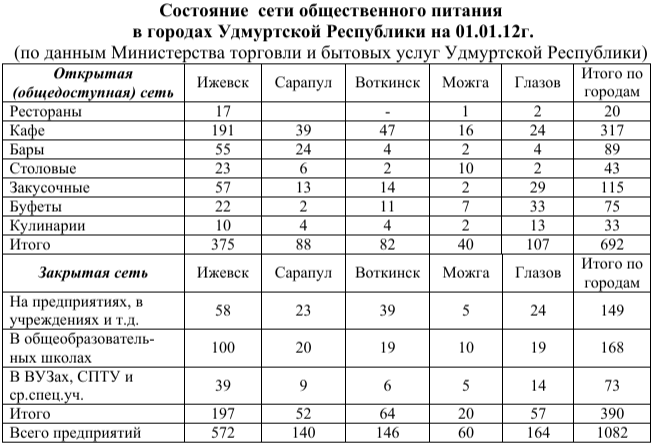 Состояние сети общественного питания
в городах Удмуртской Республики на 01.01.12г.
(по данным Министерства торговли и бытовых услуг Удмуртской Республики)
Открытая (общедоступная) сеть Ижевск Сарапул Воткинск Можга Глазов Итого по городам
Рестораны 17 - 1 2 20
Кафе 191 39 47 16 24 317
Бары 55 24 4 2 4 89
Столовые 23 6 2 10 2 43
Закусочные 57 13 14 2 29 115
Буфеты 22 2 11 7 33 75
Кулинарии 10 4 4 2 13 33
Итого 375 88 82 40 107 692
Закрытая сеть Ижевск Сарапул Воткинск Можга Глазов Итого по городам
На предприятиях, в
учреждениях и т.д. 58 23 39 5 24 149
В общеобразователь-
ных школах 100 20 19 10 19 168
В ВУЗах, СПТУ и
ср.спец.уч. 39 9 6 5 14 73
Итого 197 52 64 20 57 390
Всего предприятий 572 140 146 60 164 1082